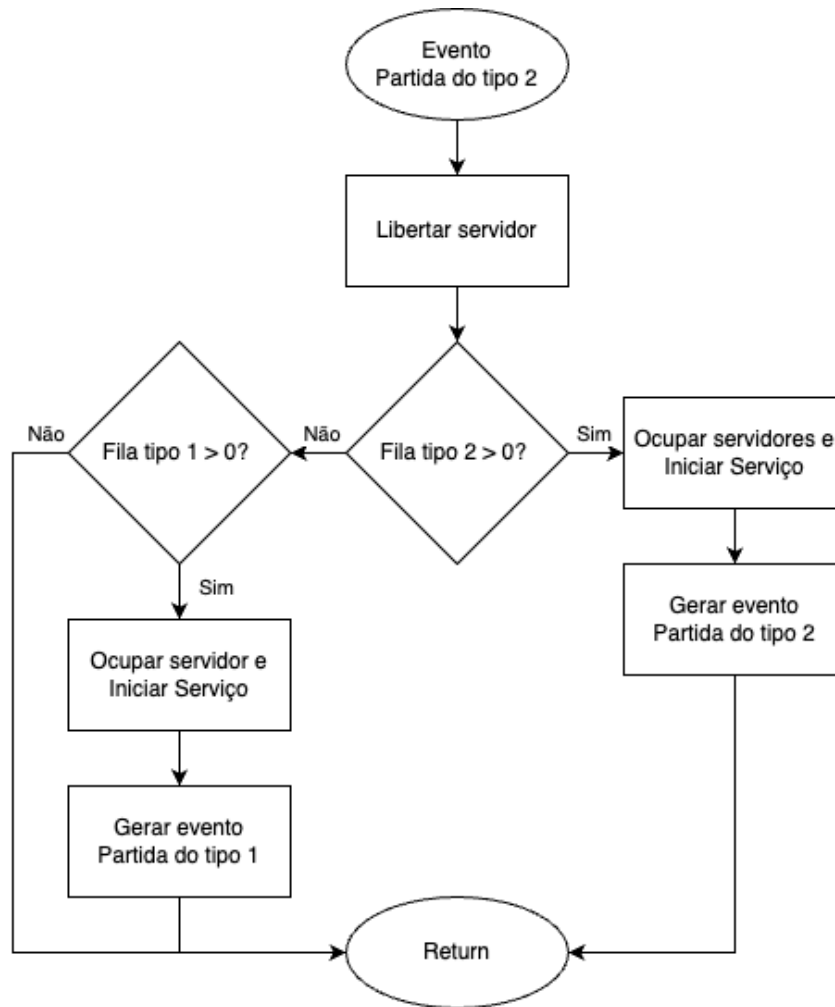 Evento
Partida do tipo 2
Libertar servidor
Não
Fila tipo 1 > 0?
Não
Fila tipo 2 > 0?
Sim
Ocupar servidores e
Iniciar Serviço
Sim
Gerar evento
Partida do tipo 2
Ocupar servidor e
Iniciar Serviço
Gerar evento
Partida do tipo 1
Return